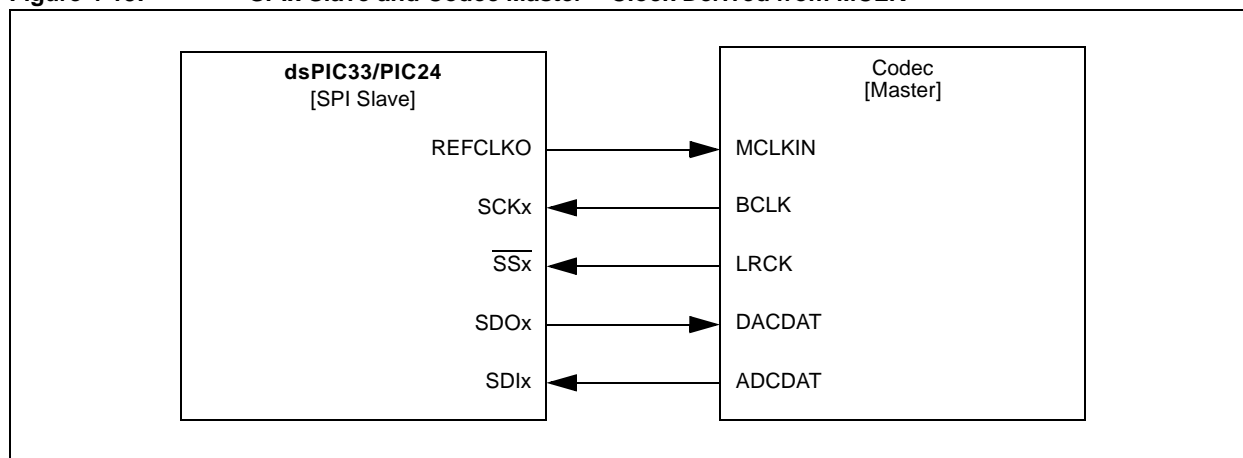 dsPIC33/PIC24
[SPI Slave]
REFCLKO
SCKx
SSx
SDOx
SDIx
Codec
[Master]
MCLKIN
BCLK
LRCK
DACDAT
ADCDAT